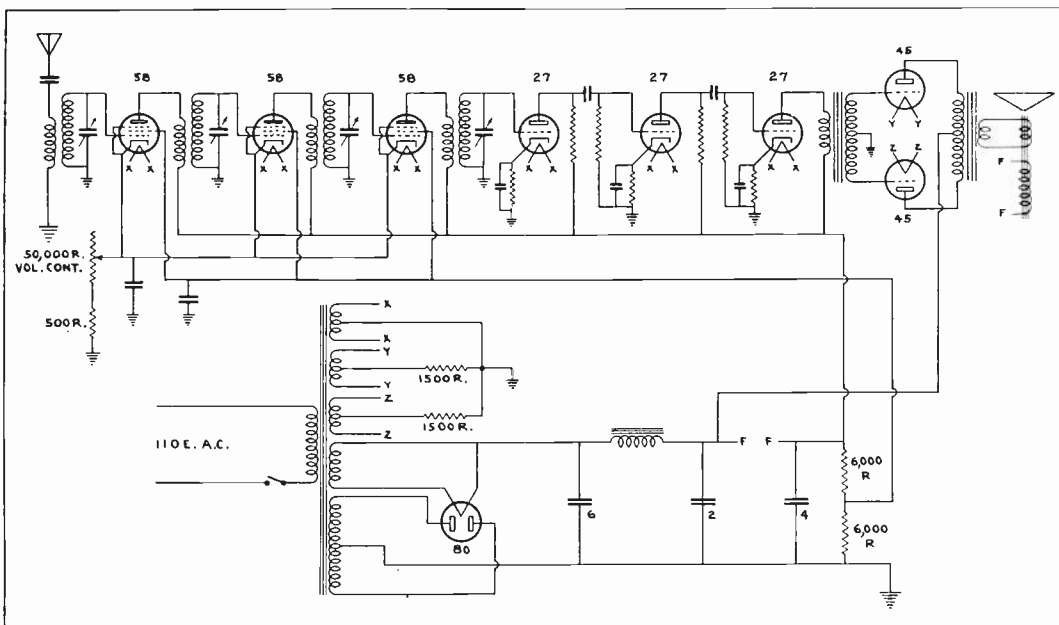 45
58
58
58
27
27
27
Y Y
Z Z
F
F
45
X X
X X
X X
X X
X X
X X
50,000R.
VOL. CONT.
500R.
X
X
Y
1500R.
Y
Z
1500R.
Z
110 E. A.C.
F F
6,000
R
6
2
4
6,000
R
80